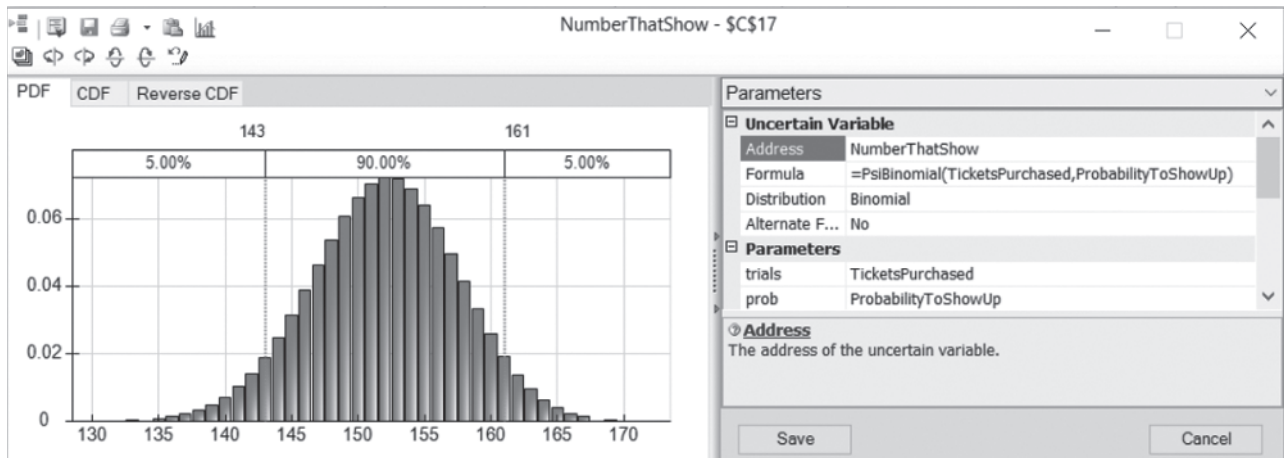 NumberThatShow - $C$17
PDF CDF Reverse CDF
143 161
5.00% 90.00% 5.00%
0.06
0.04
0.02
0
130 135 140 145 150 155 160 165 170
Parameters
Uncertain Variable
Address NumberThatShow
Formula =PsiBinomial(TicketsPurchased,ProbabilityToShowUp)
Distribution Binomial
Alternate F... No
Parameters
trials TicketsPurchased
prob ProbabilityToShowUp
Address
The address of the uncertain variable.
Save Cancel